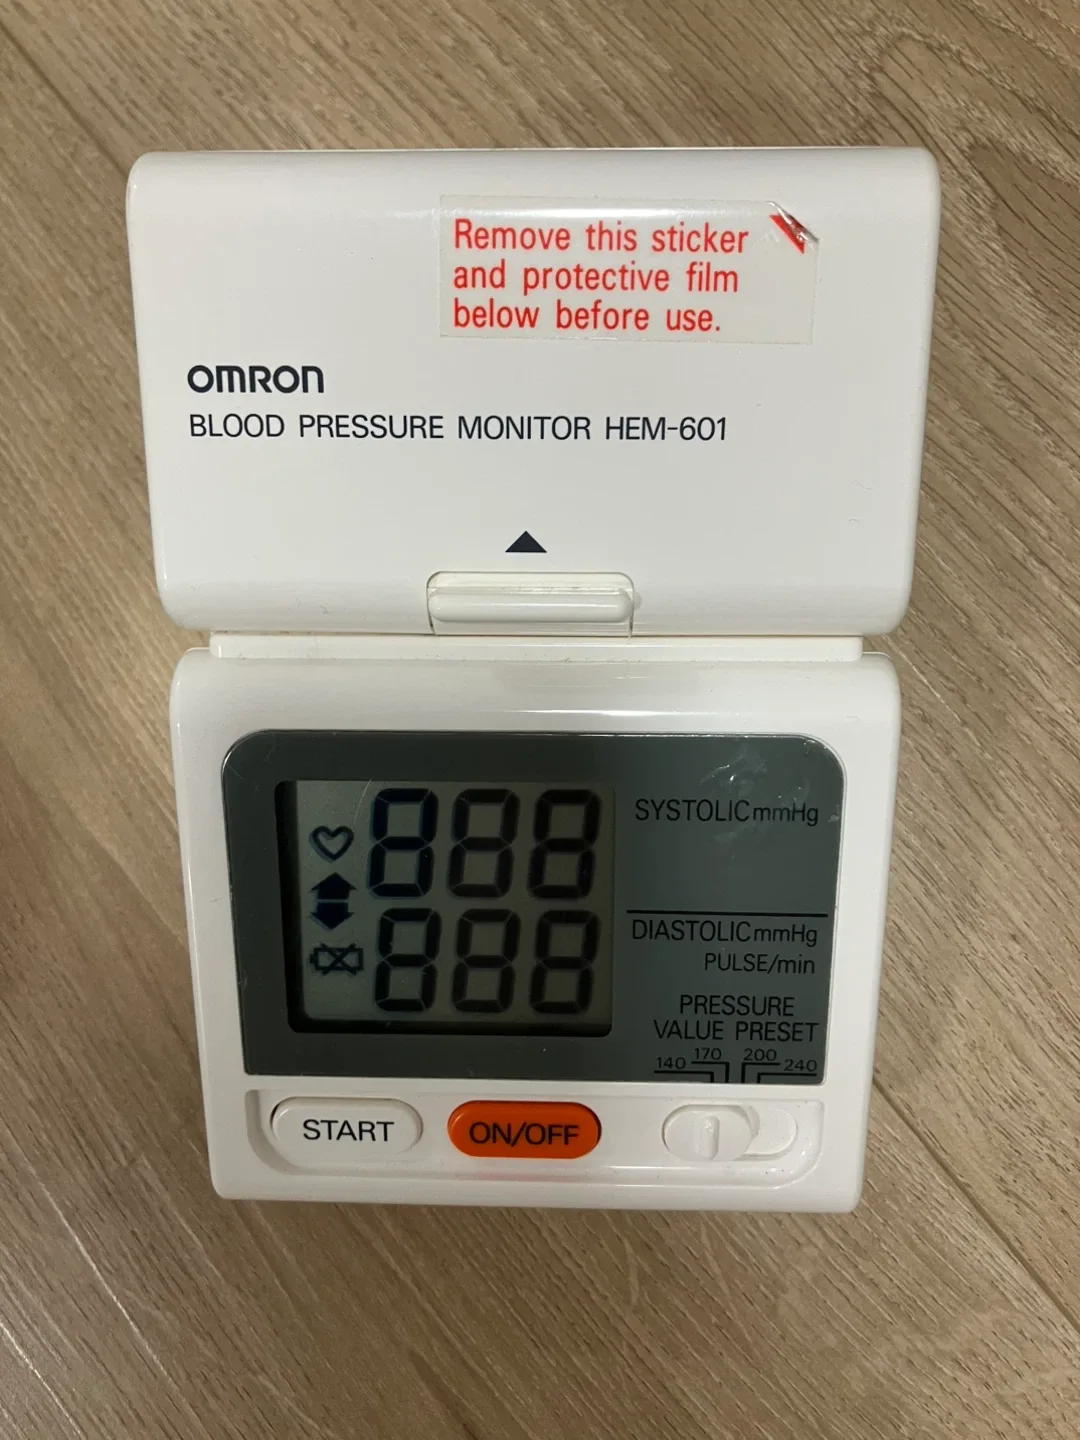 Remove this sticker
and protective film
below before use.
OMRON
BLOOD PRESSURE MONITOR HEM-601
888
SYSTOLIC mmHg
888
DIASTOLIC mmHg
PULSE/min
PRESSURE
VALUE PRESET
140 170 200 240
START
ON/OFF